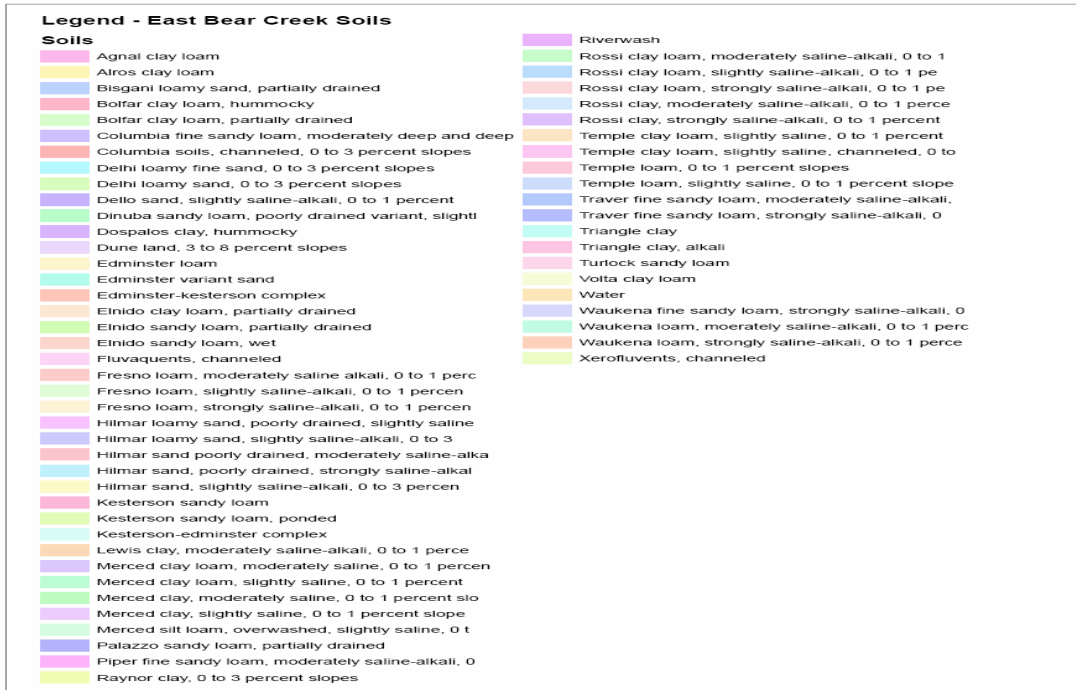 Legend - East Bear Creek Soils
Soils
Agnal clay loam
Alros clay loam
Bisgani loamy sand, partially drained
Bolfar clay loam, hummocky
Bolfar clay loam, partially drained
Columbia fine sandy loam, moderately deep and deep
Columbia soils, channeled, 0 to 3 percent slopes
Delhi loamy fine sand, 0 to 3 percent slopes
Delhi loamy sand, 0 to 3 percent slopes
Dello sand, slightly saline-alkali, 0 to 1 percent
Dinuba sandy loam, poorly drained variant, slightl
Dospalos clay, hummocky
Dune land, 3 to 8 percent slopes
Edminster loam
Edminster variant sand
Edminster-kesterson complex
Elnido clay loam, partially drained
Elnido sandy loam, partially drained
Elnido sandy loam, wet
Fluvaquents, channeled
Fresno loam, moderately saline alkali, 0 to 1 perc
Fresno loam, slightly saline-alkali, 0 to 1 percen
Fresno loam, strongly saline-alkali, 0 to 1 percen
Hilmar loamy sand, poorly drained, slightly saline
Hilmar loamy sand, slightly saline-alkali, 0 to 3
Hilmar sand poorly drained, moderately saline-alka
Hilmar sand, poorly drained, strongly saline-alkal
Hilmar sand, slightly saline-alkali, 0 to 3 percen
Kesterson sandy loam
Kesterson sandy loam, ponded
Kesterson-edminster complex
Lewis clay, moderately saline-alkali, 0 to 1 perce
Merced clay loam, moderately saline, 0 to 1 percen
Merced clay loam, slightly saline, 0 to 1 percent
Merced clay, moderately saline, 0 to 1 percent slo
Merced clay, slightly saline, 0 to 1 percent slope
Merced silt loam, overwashed, slightly saline, 0 t
Palazzo sandy loam, partially drained
Piper fine sandy loam, moderately saline-alkali, 0
Raynor clay, 0 to 3 percent slopes
Riverwash
Rossi clay loam, moderately saline-alkali, 0 to 1
Rossi clay loam, slightly saline-alkali, 0 to 1 pe
Rossi clay loam, strongly saline-alkali, 0 to 1 pe
Rossi clay, moderately saline-alkali, 0 to 1 perce
Rossi clay, strongly saline-alkali, 0 to 1 percent
Temple clay loam, slightly saline, 0 to 1 percent
Temple clay loam, slightly saline, channeled, 0 to
Temple loam, 0 to 1 percent slopes
Temple loam, slightly saline, 0 to 1 percent slope
Traver fine sandy loam, moderately saline-alkali,
Traver fine sandy loam, strongly saline-alkali, 0
Triangle clay
Triangle clay, alkali
Turlock sandy loam
Volta clay loam
Water
Waukena fine sandy loam, strongly saline-alkali, 0
Waukena loam, moerately saline-alkali, 0 to 1 perc
Waukena loam, strongly saline-alkali, 0 to 1 perce
Xerofluvents, channeled